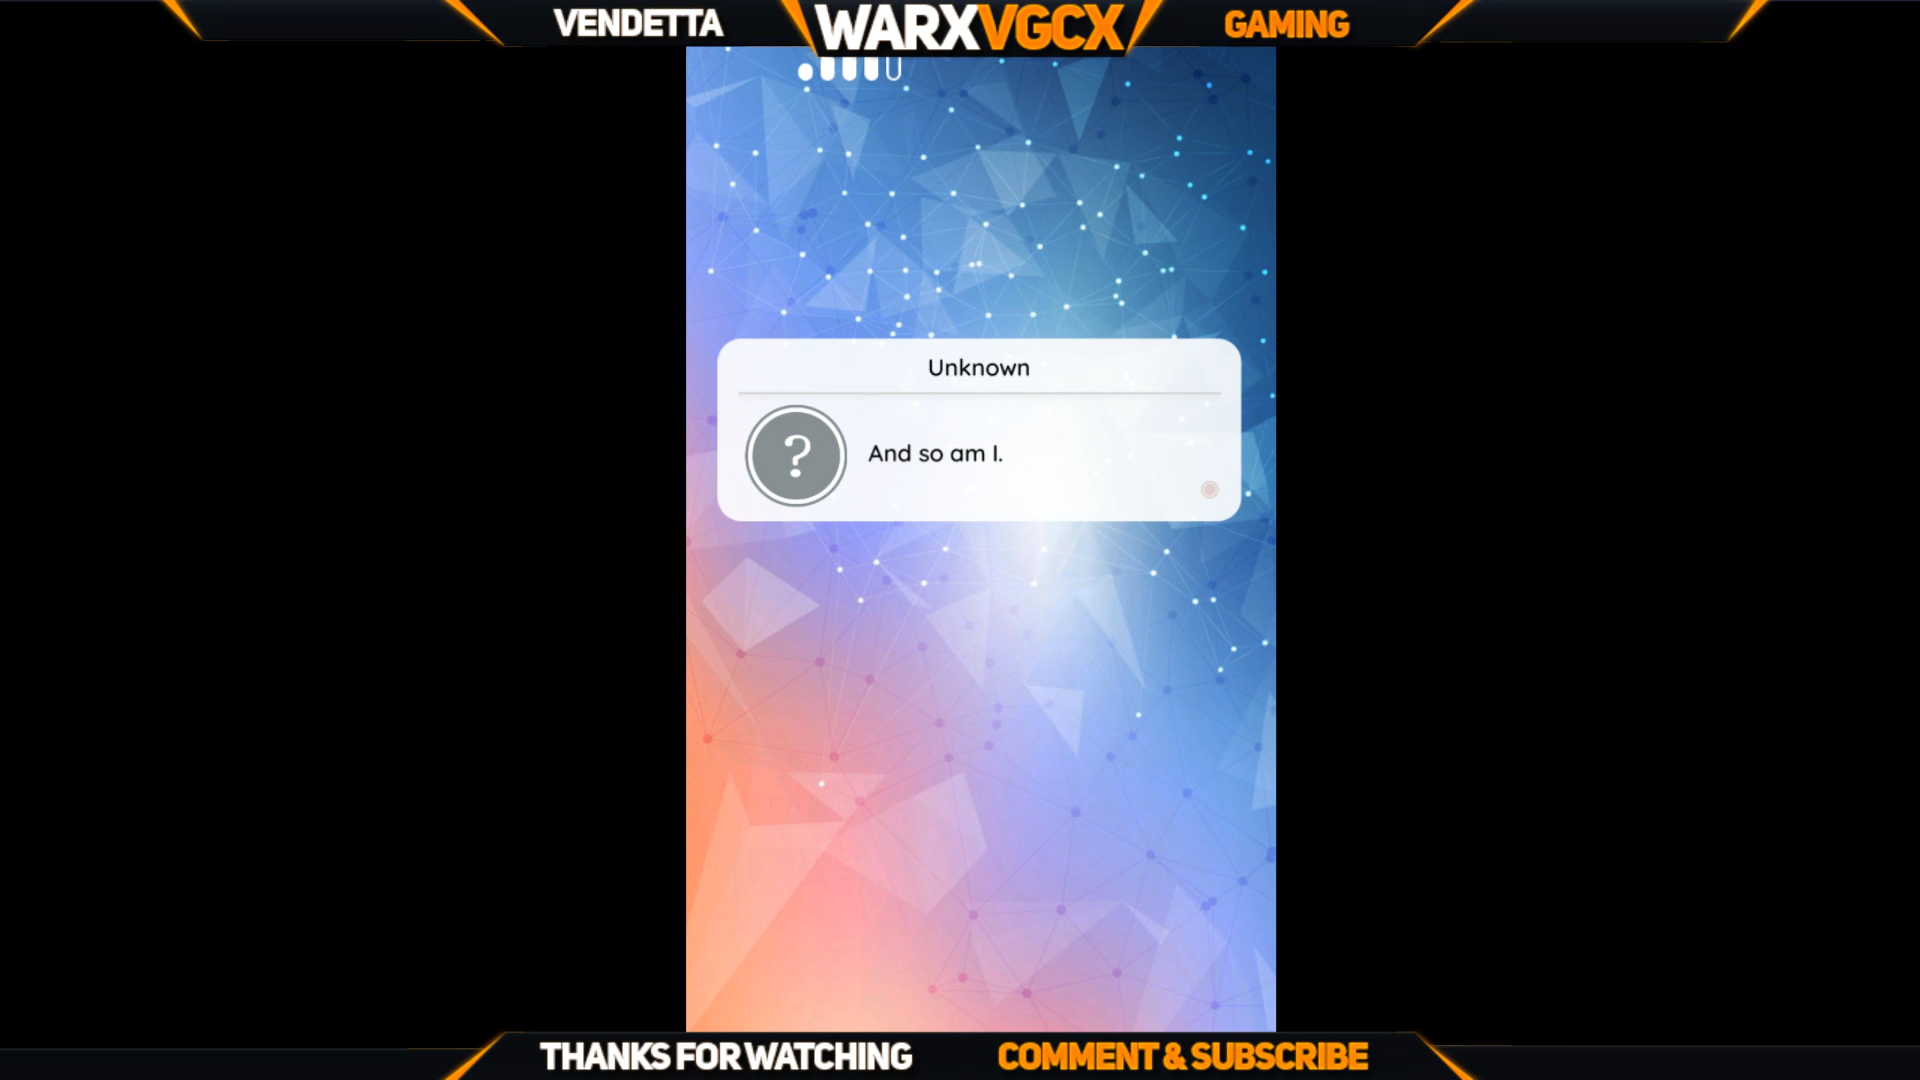 VENDETTA WARXVGCX GAMING
Unknown
?
And so am I.
THANKS FOR WATCHING COMMENT & SUBSCRIBE